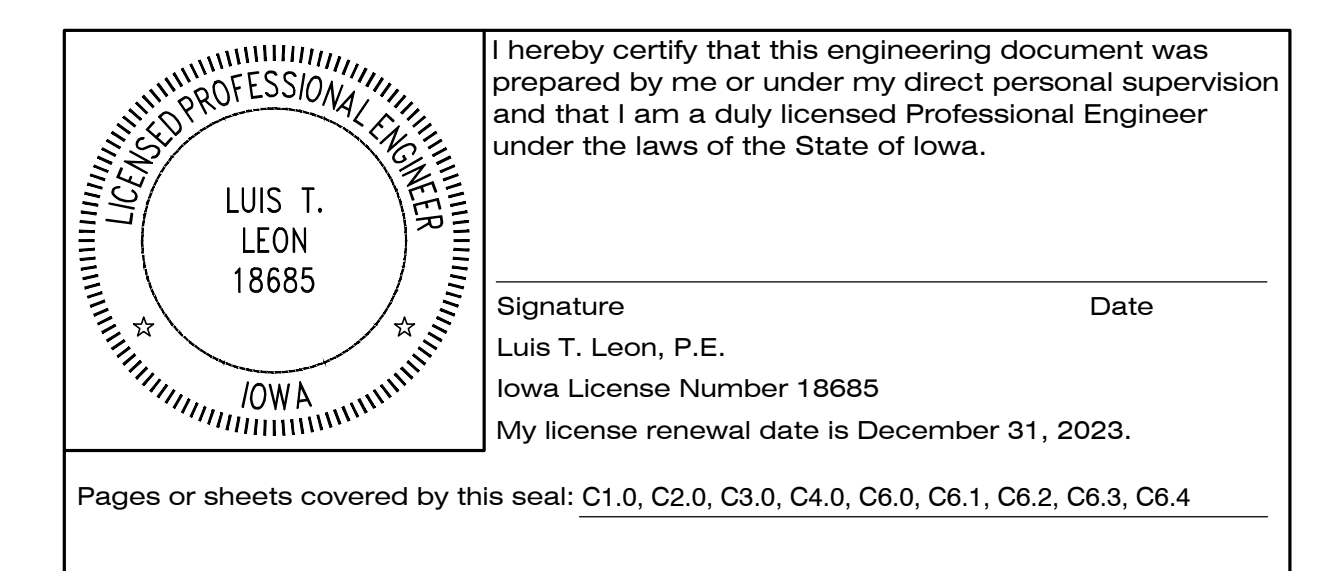 LICENSED PROFESSIONAL ENGINEER
LUIS T.
LEON
18685
IOWA
I hereby certify that this engineering document was
prepared by me or under my direct personal supervision
and that I am a duly licensed Professional Engineer
under the laws of the State of Iowa.
Signature Date
Luis T. Leon, P.E.
Iowa License Number 18685
My license renewal date is December 31, 2023.
Pages or sheets covered by this seal: C1.0, C2.0, C3.0, C4.0, C6.0, C6.1, C6.2, C6.3, C6.4